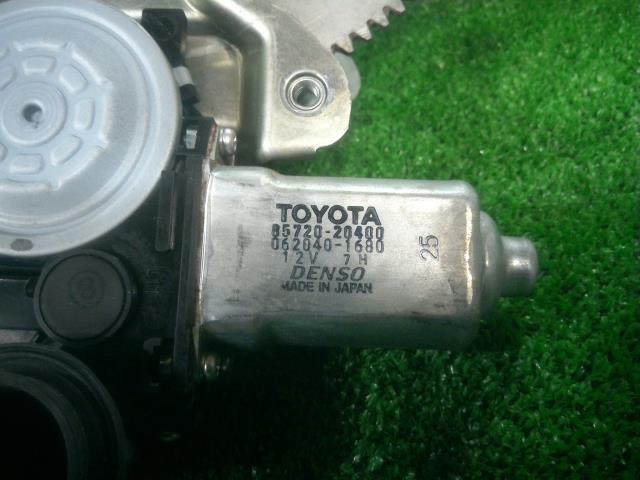 TOYOTA
85720-20400
062040-1680
12V 7H
DENSO
MADE IN JAPAN
25